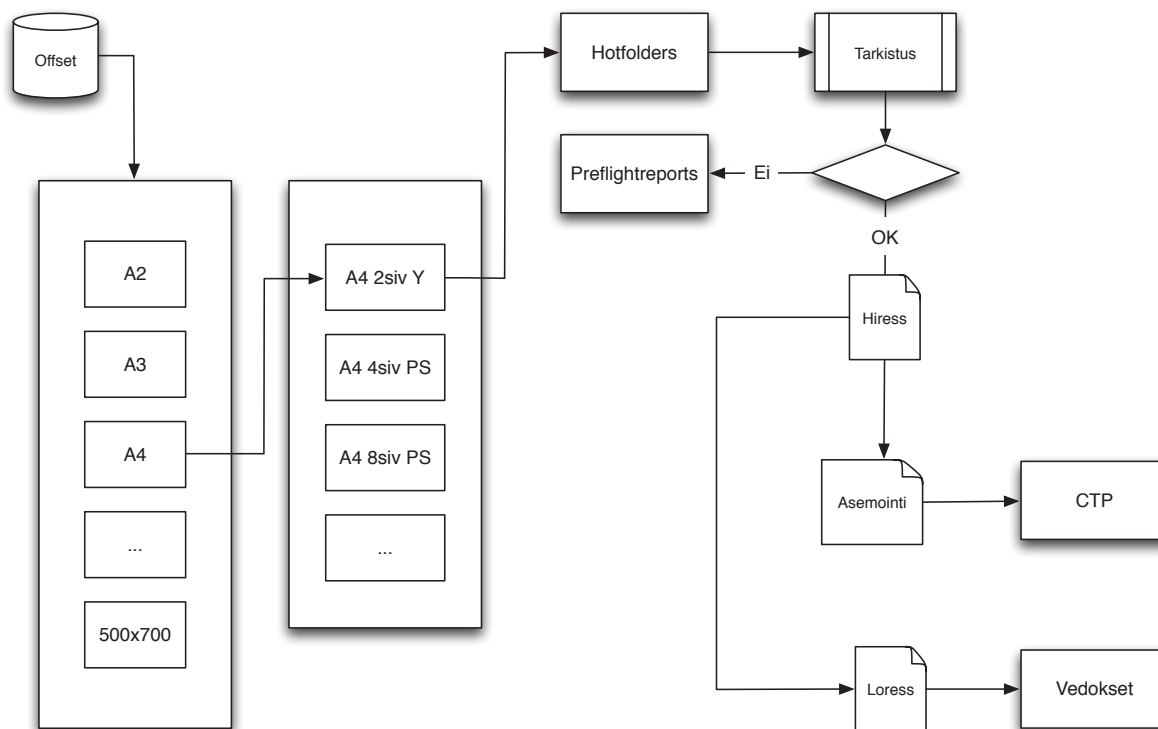 Offset
A2
A3
A4
...
500x700
A4 2siv Y
A4 4siv PS
A4 8siv PS
...
Hotfolders
Tarkistus
Preflightreports
Ei
OK
Hiress
Asemointi
CTP
Loress
Vedokset